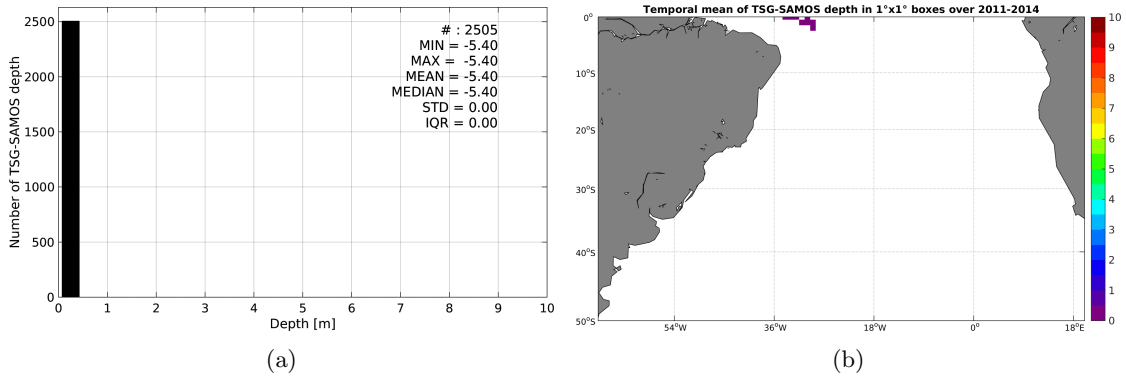 Number of TSG-SAMOS depth
2500
2000
1500
1000
500
0
# : 2505
MIN = -5.40
MAX = -5.40
MEAN = -5.40
MEDIAN = -5.40
STD = 0.00
IQR = 0.00
0 1 2 3 4 5 6 7 8 9 10
Depth [m]
(a)
Temporal mean of TSG-SAMOS depth in 1°x1° boxes over 2011-2014
0°
10°S
20°S
30°S
40°S
50°S
54°W 36°W 18°W 0° 18°E
10
9
8
7
6
5
4
3
2
1
0
(b)